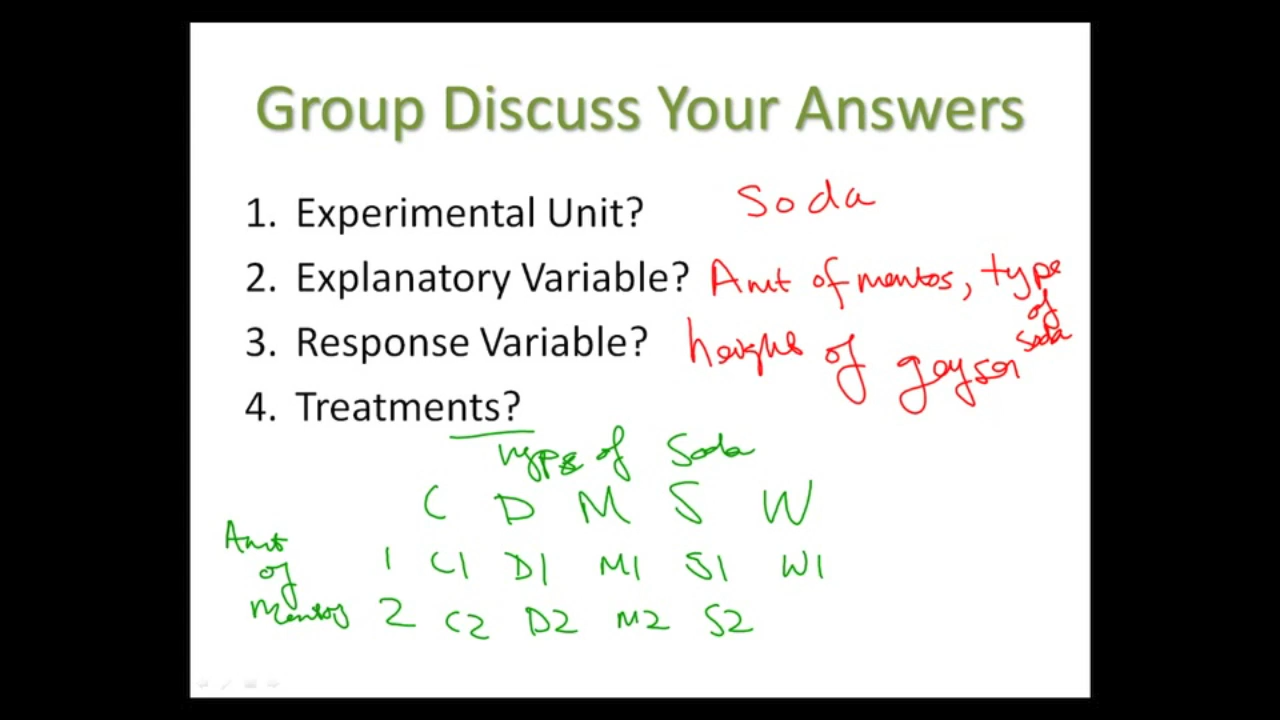 Group Discuss Your Answers
1. Experimental Unit? Soda
2. Explanatory Variable? Amt of mentos, type of soda
3. Response Variable? height of geyser
4. Treatments?
type of Soda
C D M S W
Amt of Mentos
1 C1 D1 M1 S1 W1
2 C2 D2 M2 S2